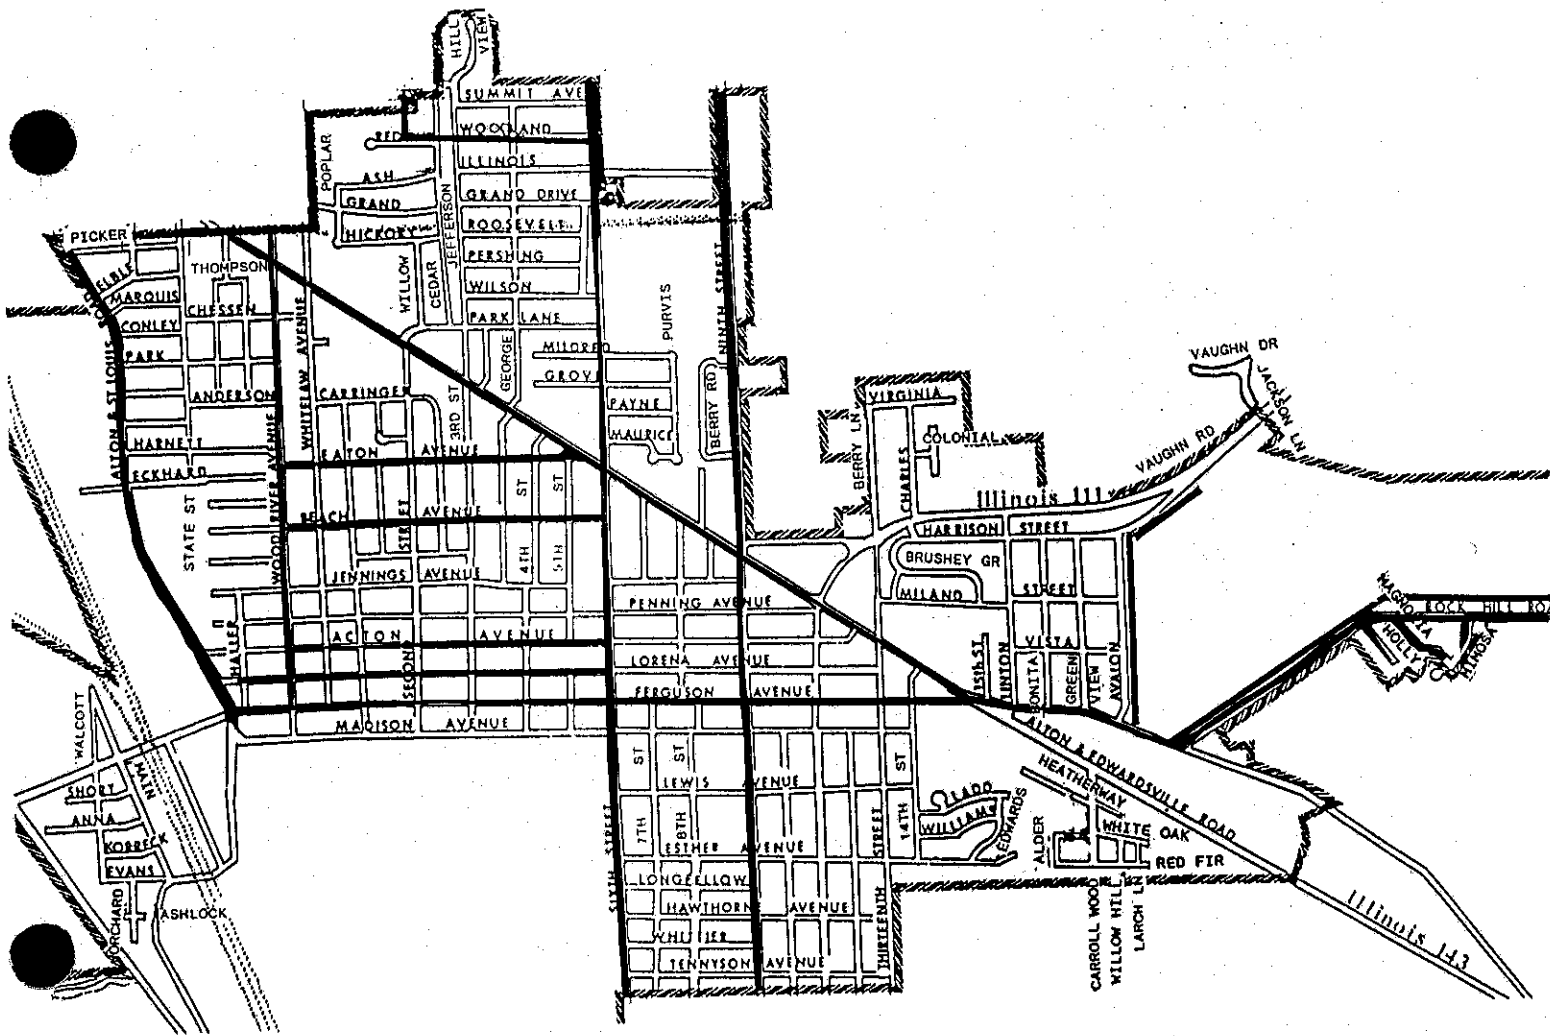 HILL
VIEW
SUMMIT AVE
WOODLAND
RED
ILLINOIS
POPLAR
ASH
GRAND DRIVE
GRAND
JEFFERSON
ROOSEVELT
HICKORY
PICKER
PERSHING
THOMPSON
WILLOW
CEDAR
WILSON
MARQUIS
CHESSEN
PARK LANE
PURVIS
NINTH STREET
CONLEY
WHITELAW AVENUE
MILDRED
GEORGE
PARK
GROVE
VAUGHN DR
JACKSON LN
ALTON & ST LOUIS
ANDERSON
CARRINGER
3RD ST
PAYNE
BERRY RD
VIRGINIA
MAURICE
BERRY LN
COLONIAL
HARNETT
EATON AVENUE
VAUGHN RD
ECKHARD
CHARLES
Illinois 111
STATE ST
WOODRIVER AVENUE
BEACH AVENUE
STREET
4TH ST
5TH ST
HARRISON STREET
BRUSHEY GR
JENNINGS AVENUE
MILAND STREET
PENNING AVENUE
MAGNOLIA
ROCK HILL ROA
HALLER
ACTON AVENUE
VISTA
HOLLY
MIMOSA
SECOND
LORENA AVENUE
15TH ST
LINTON
BONITA
GREEN
VIEW
AVALON
FERGUSON AVENUE
MADISON AVENUE
WALCOTT
MAIN
ALTON & EDWARDSVILLE ROAD
HEATHERWAY
LEWIS AVENUE
SHORT
LADD
WILLIAMS
EDWARDS
ANNA
SIXTH STREET
7TH ST
8TH ST
STREET
14TH ST
WHITE OAK
KOBBECK
ESTHER AVENUE
ALDER
RED FIR
EVANS
LONGFELLOW
ORCHARD
ASHLOCK
HAWTHORN AVENUE
THIRTEENTH
CARROLL WOOD
WILLOW HILL
LARCH LN
Illinois 143
WHITTIER
TENNYSON AVENUE